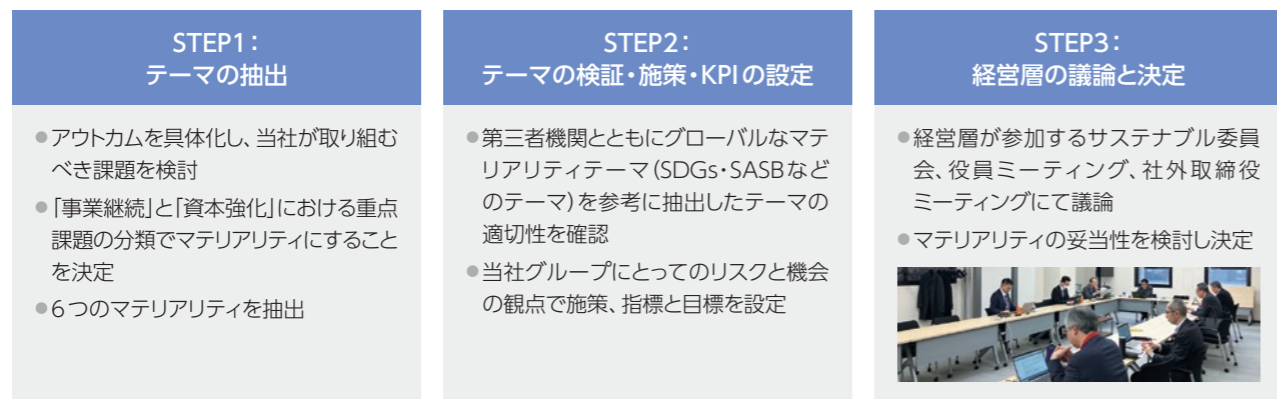 STEP1：
テーマの抽出
●アウトカムを具体化し、当社が取り組む
べき課題を検討
●「事業継続」と「資本強化」における重点
課題の分類でマテリアリティにすること
を決定
●6つのマテリアリティを抽出
STEP2：
テーマの検証・施策・KPIの設定
●第三者機関とともにグローバルなマテ
リアリティテーマ（SDGs・SASBなど
のテーマ）を参考に抽出したテーマの
適切性を確認
●当社グループにとってのリスクと機会
の観点で施策、指標と目標を設定
STEP3：
経営層の議論と決定
●経営層が参加するサステナブル委員
会、役員ミーティング、社外取締役
ミーティングにて議論
●マテリアリティの妥当性を検討し決定